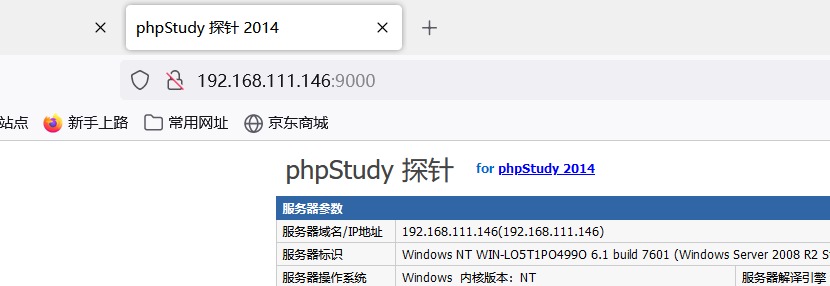 phpStudy 探针 2014
192.168.111.146:9000
站点 新手上路 常用网址 京东商城
phpStudy 探针 for phpStudy 2014
服务器参数
服务器域名/IP地址 192.168.111.146(192.168.111.146)
服务器标识 Windows NT WIN-LO5T1PO499O 6.1 build 7601 (Windows Server 2008 R2 S
服务器操作系统 Windows 内核版本：NT 服务器解译引擎